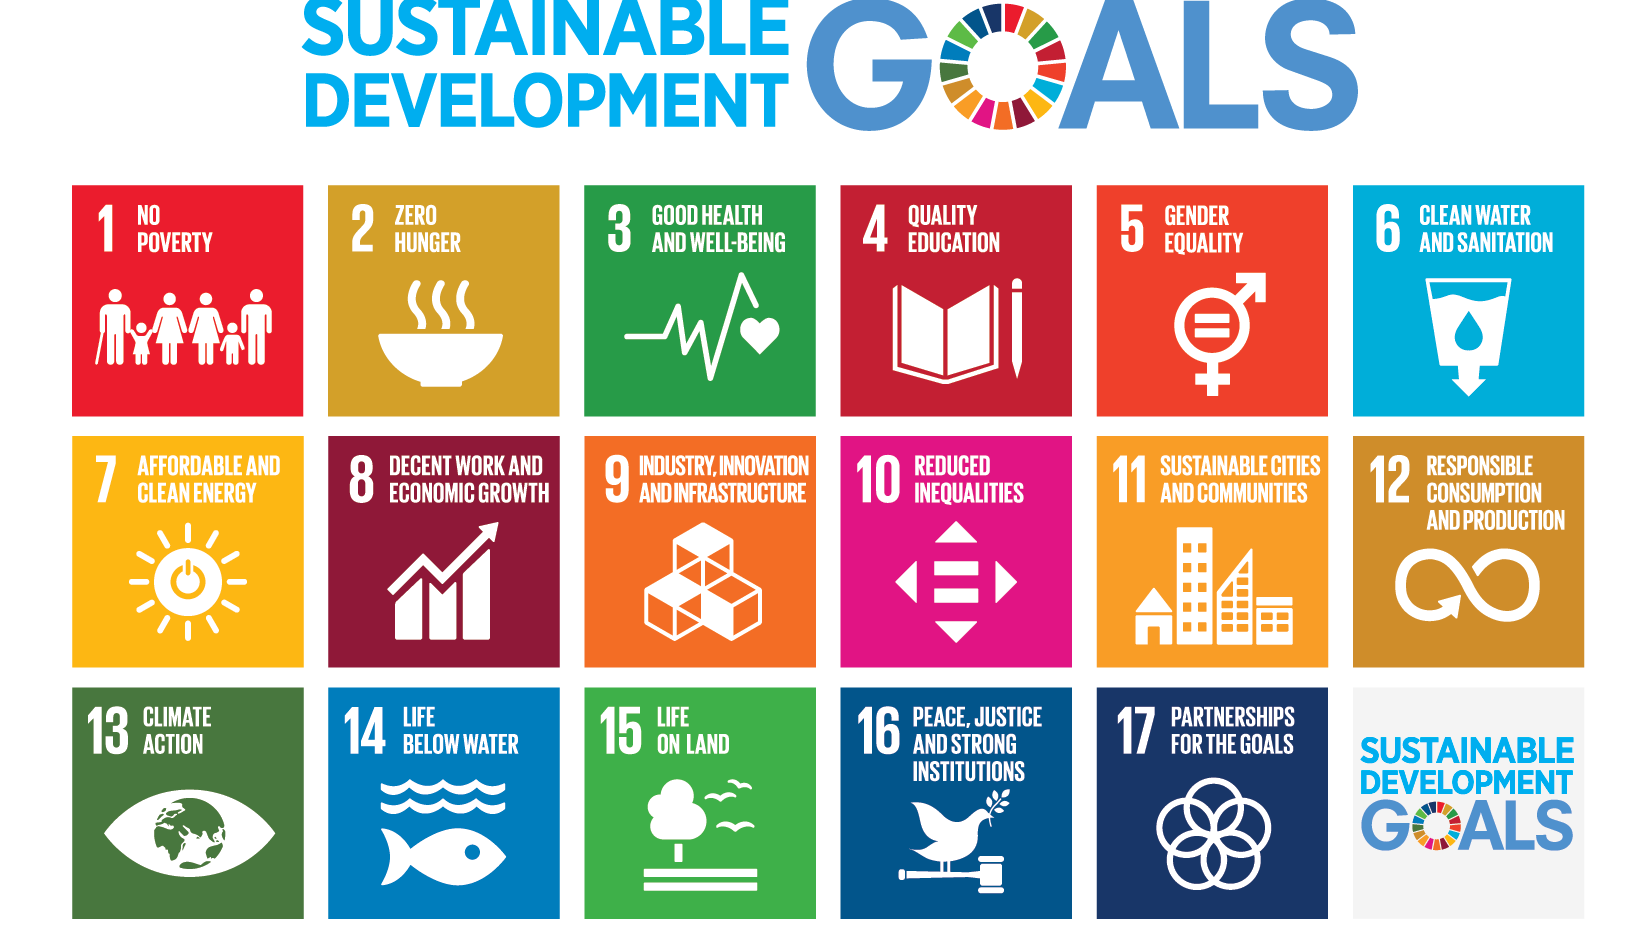 SUSTAINABLE
DEVELOPMENT
GOALS
1 NO
POVERTY
2 ZERO
HUNGER
3 GOOD HEALTH
AND WELL-BEING
4 QUALITY
EDUCATION
5 GENDER
EQUALITY
6 CLEAN WATER
AND SANITATION
7 AFFORDABLE AND
CLEAN ENERGY
8 DECENT WORK AND
ECONOMIC GROWTH
9 INDUSTRY, INNOVATION
AND INFRASTRUCTURE
10 REDUCED
INEQUALITIES
11 SUSTAINABLE CITIES
AND COMMUNITIES
12 RESPONSIBLE
CONSUMPTION
AND PRODUCTION
13 CLIMATE
ACTION
14 LIFE
BELOW WATER
15 LIFE
ON LAND
16 PEACE, JUSTICE
AND STRONG
INSTITUTIONS
17 PARTNERSHIPS
FOR THE GOALS
SUSTAINABLE
DEVELOPMENT
GOALS